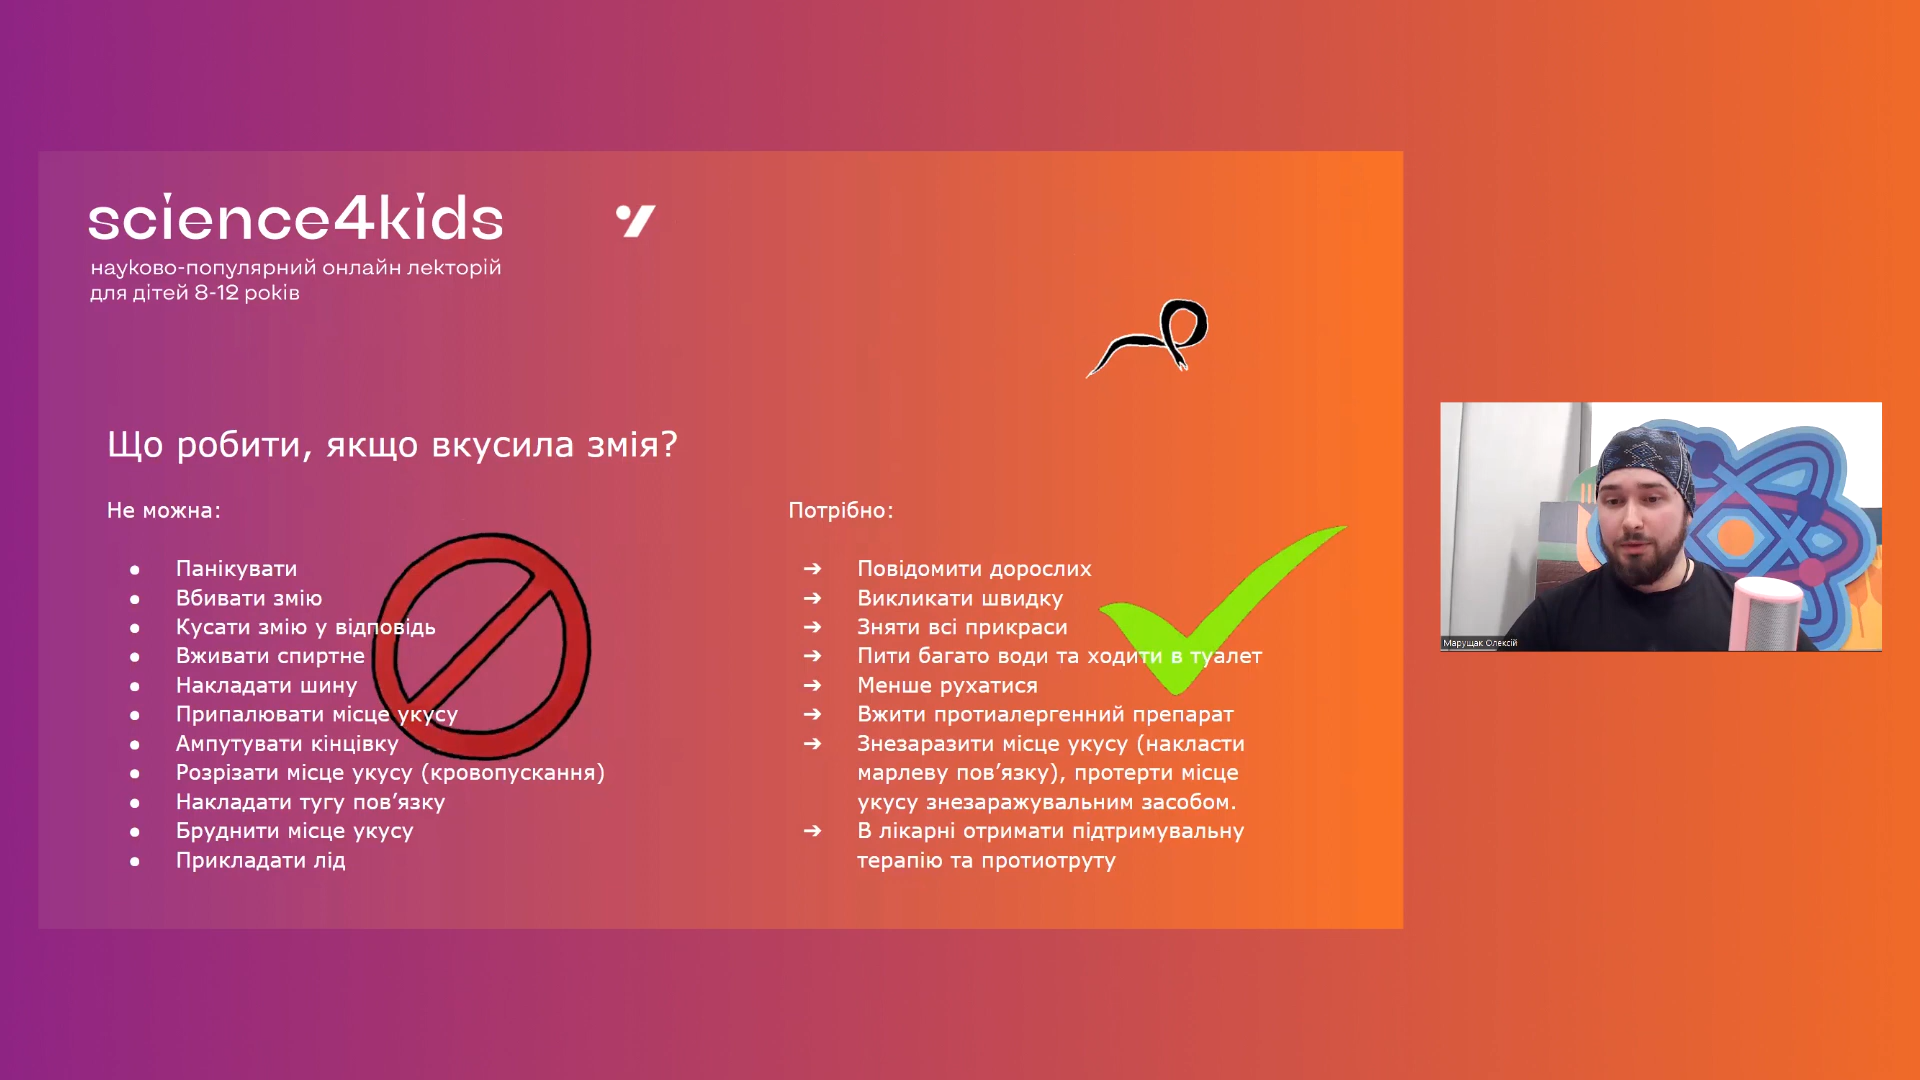 science4kids
науково-популярний онлайн лекторій
для дітей 8-12 років
Що робити, якщо вкусила змія?
Не можна:
Панікувати
Вбивати змію
Кусати змію у відповідь
Вживати спиртне
Накладати шину
Припалювати місце укусу
Ампутувати кінцівку
Розрізати місце укусу (кровопускання)
Накладати тугу пов’язку
Бруднити місце укусу
Прикладати лід
Потрібно:
Повідомити дорослих
Викликати швидку
Зняти всі прикраси
Пити багато води та ходити в туалет
Менше рухатися
Вжити протиалергенний препарат
Знезаразити місце укусу (накласти
марлеву пов’язку), протерти місце
укусу знезаражувальним засобом.
В лікарні отримати підтримувальну
терапію та протиотруту
Марущак Олексій